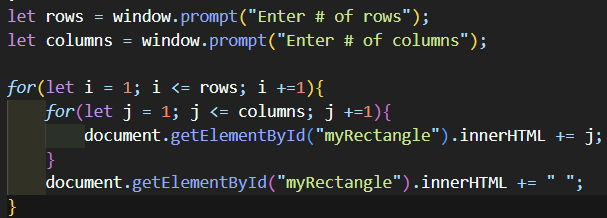 let rows = window.prompt("Enter # of rows");
let columns = window.prompt("Enter # of columns");
for(let i = 1; i <= rows; i +=1){
for(let j = 1; j <= columns; j +=1){
document.getElementById("myRectangle").innerHTML += j;
}
document.getElementById("myRectangle").innerHTML += " ";
}